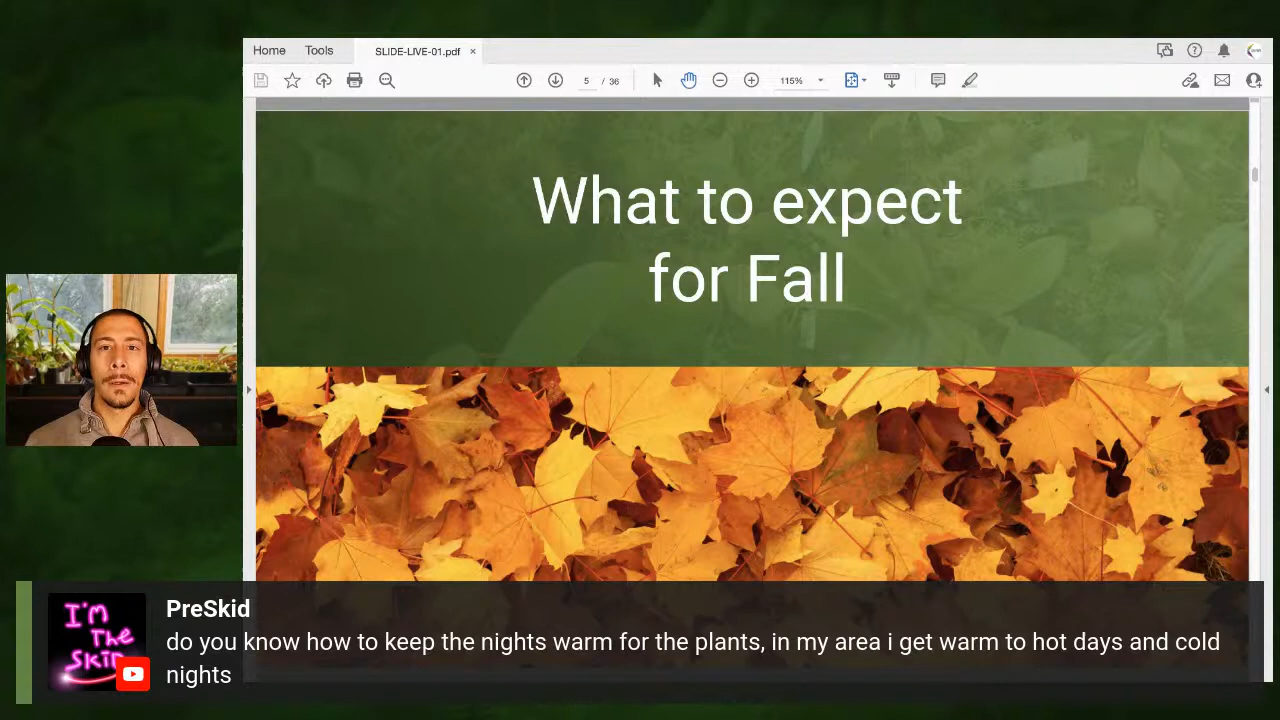 Home Tools SLIDE-LIVE-01.pdf ×
5 / 36 115%
What to expect
for Fall
I'm
The
Skid
PreSkid
do you know how to keep the nights warm for the plants, in my area i get warm to hot days and cold
nights